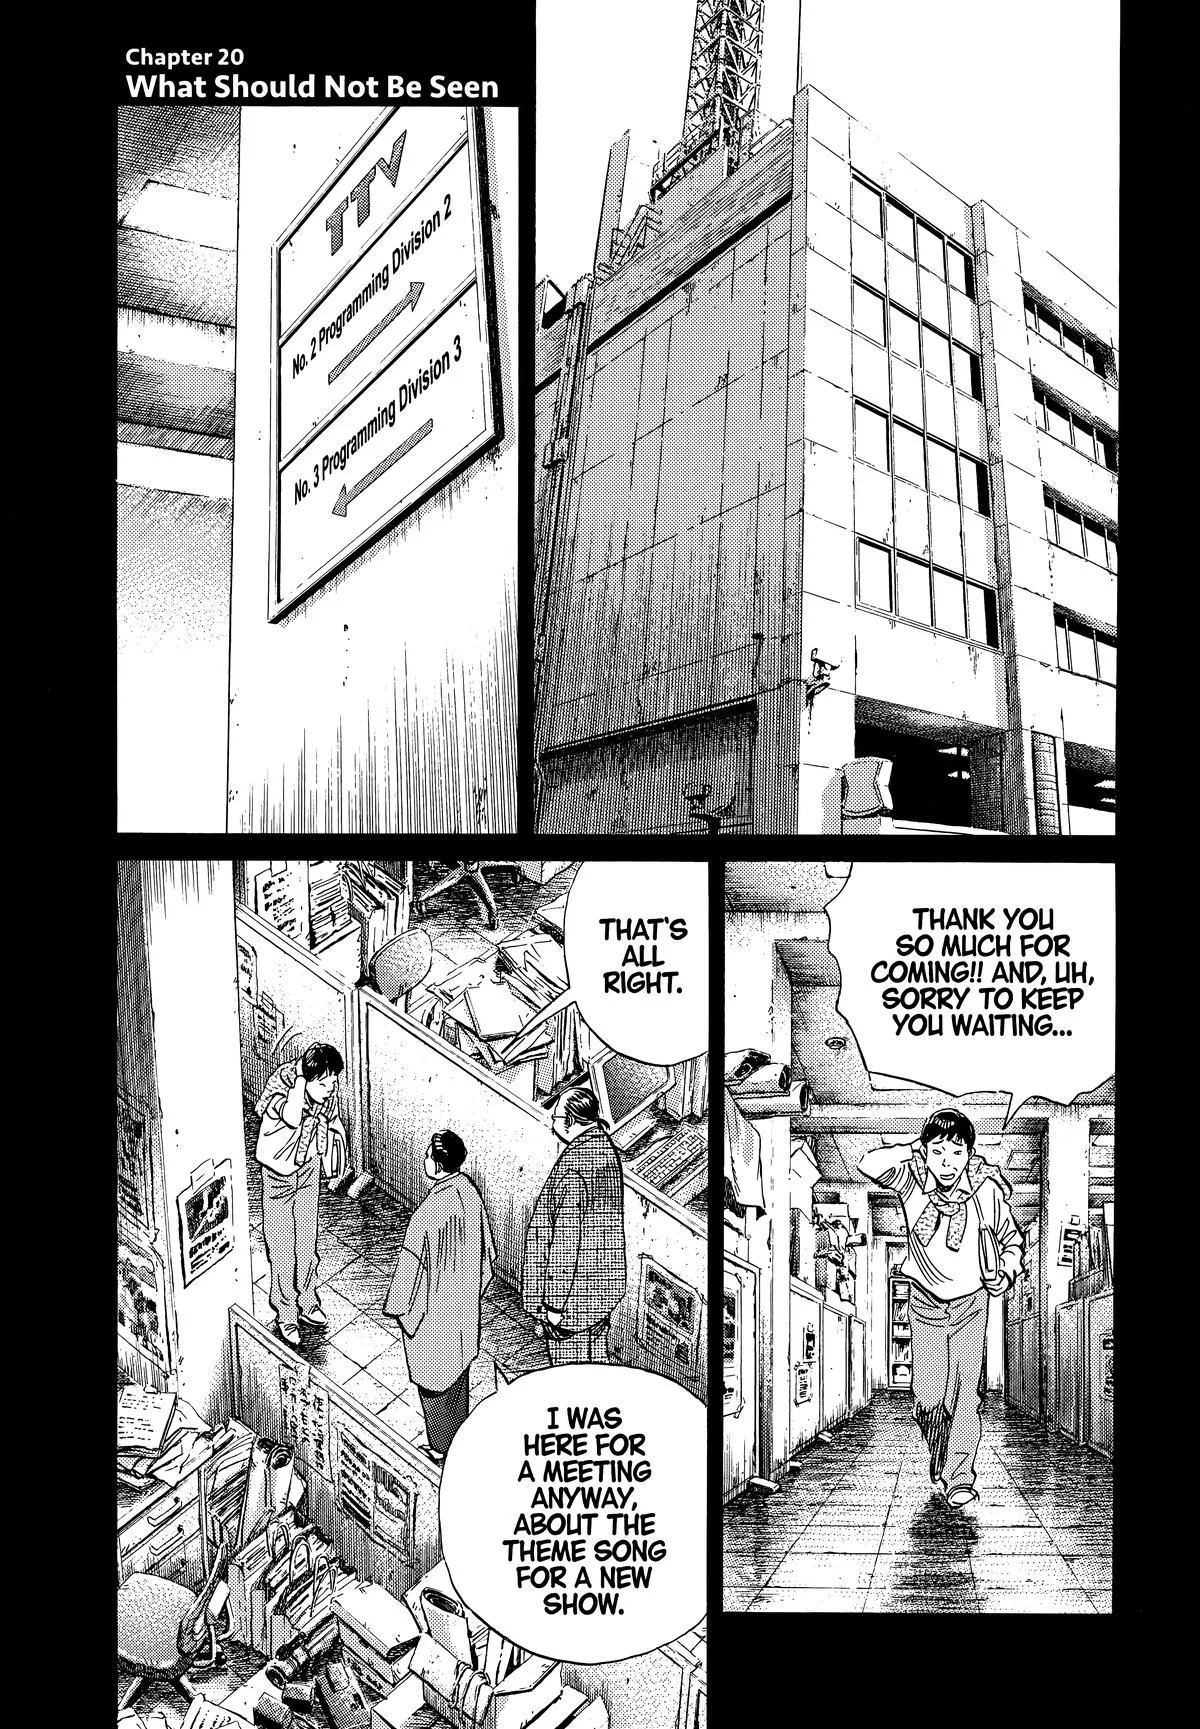 Chapter 20
What Should Not Be Seen
TTV
No. 2 Programming Division 2
No. 3 Programming Division 3
THANK YOU
SO MUCH FOR
COMING!! AND, UH,
SORRY TO KEEP
YOU WAITING...
THAT'S
ALL
RIGHT.
I WAS
HERE FOR
A MEETING
ANYWAY,
ABOUT THE
THEME SONG
FOR A NEW
SHOW.